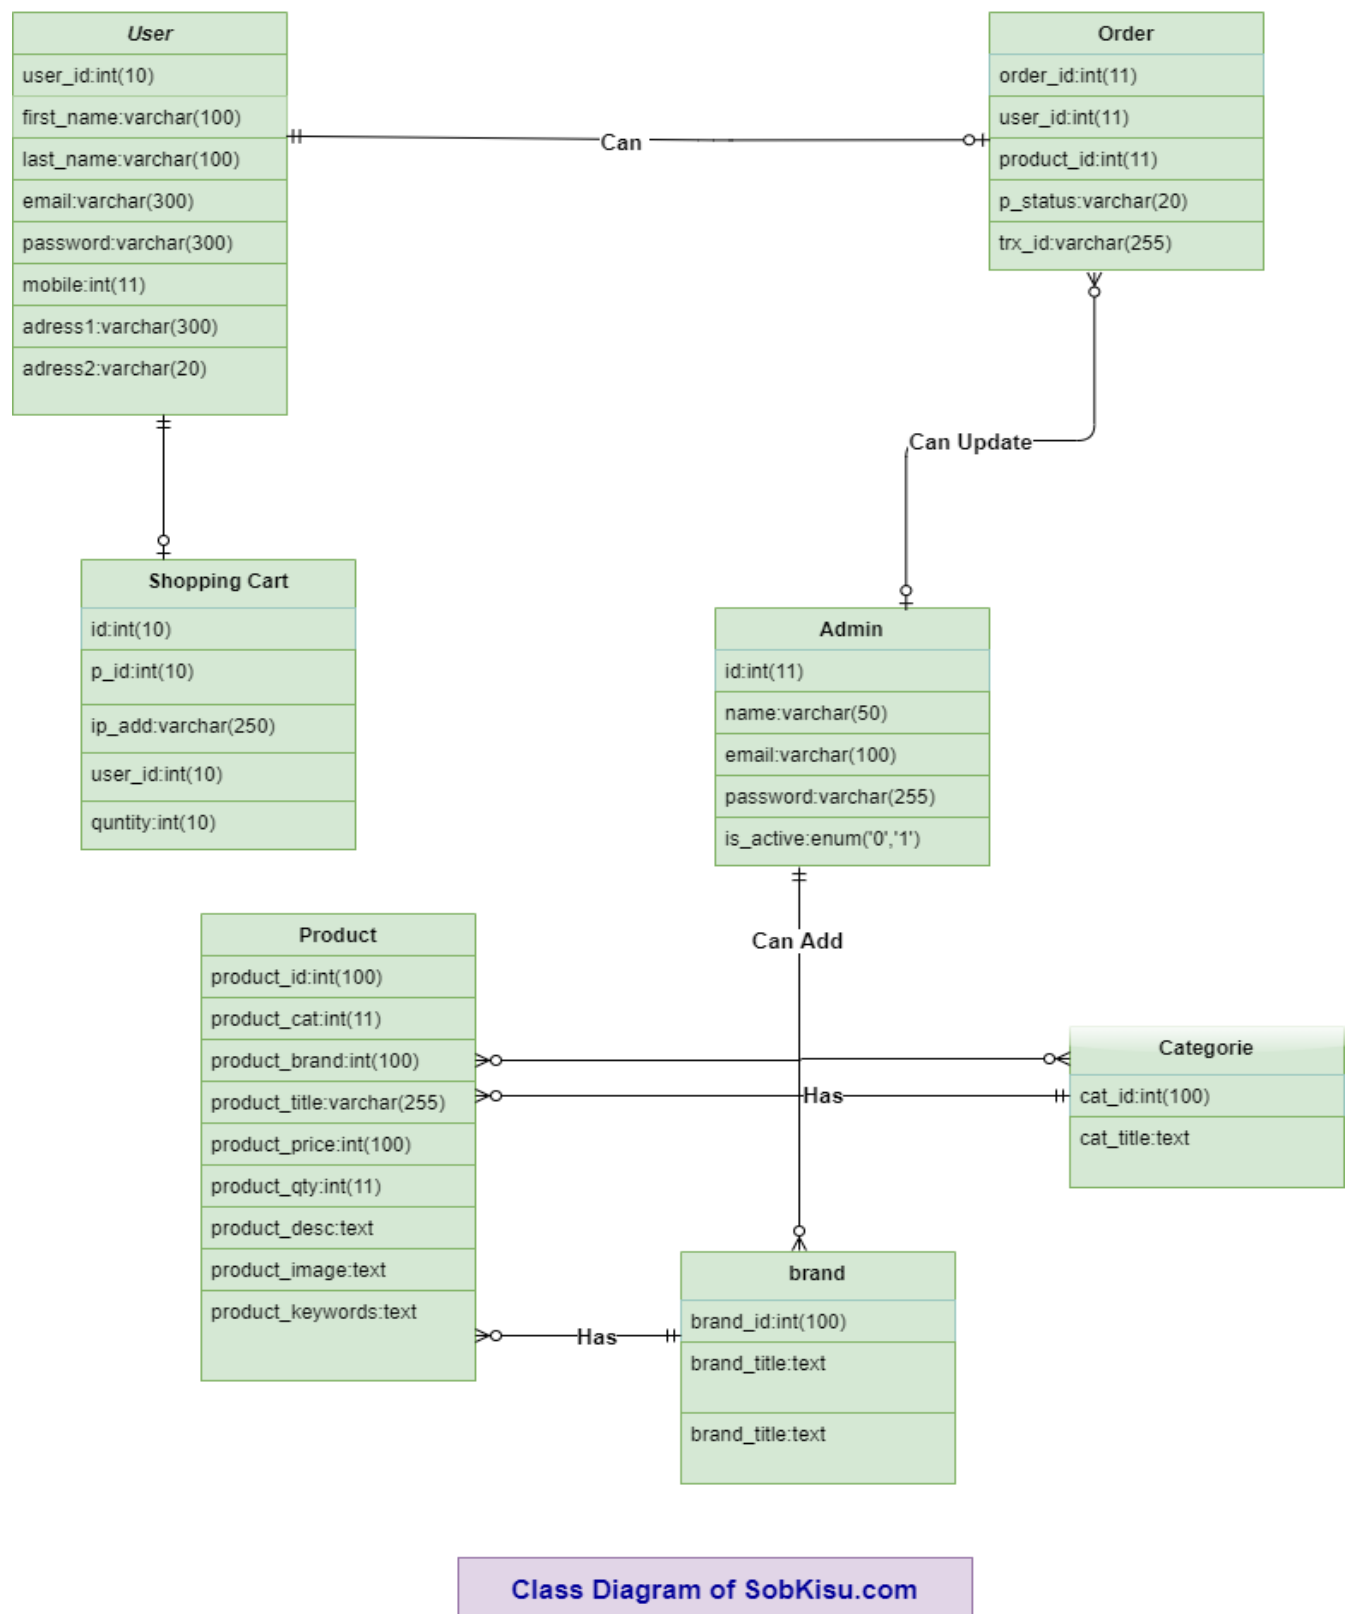 User
user_id:int(10)
first_name:varchar(100)
last_name:varchar(100)
email:varchar(300)
password:varchar(300)
mobile:int(11)
adress1:varchar(300)
adress2:varchar(20)
Can
Order
order_id:int(11)
user_id:int(11)
product_id:int(11)
p_status:varchar(20)
trx_id:varchar(255)
Can Update
Shopping Cart
id:int(10)
p_id:int(10)
ip_add:varchar(250)
user_id:int(10)
quntity:int(10)
Admin
id:int(11)
name:varchar(50)
email:varchar(100)
password:varchar(255)
is_active:enum('0','1')
Can Add
Product
product_id:int(100)
product_cat:int(11)
product_brand:int(100)
product_title:varchar(255)
product_price:int(100)
product_qty:int(11)
product_desc:text
product_image:text
product_keywords:text
Has
Categorie
cat_id:int(100)
cat_title:text
Has
brand
brand_id:int(100)
brand_title:text
brand_title:text
Class Diagram of SobKisu.com